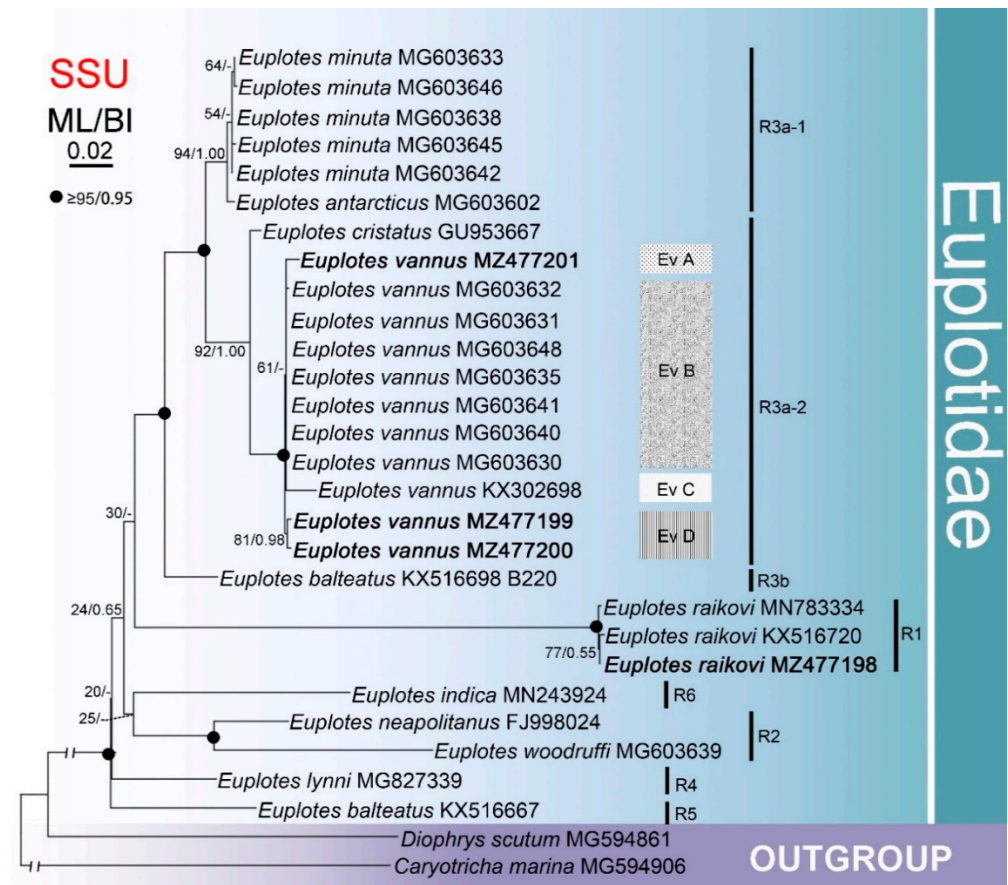 SSU
ML/BI
0.02
≥95/0.95
64/-
Euplotes minuta MG603633
Euplotes minuta MG603646
54/-
Euplotes minuta MG603638
Euplotes minuta MG603645
94/1.00
Euplotes minuta MG603642
Euplotes antarcticus MG603602
R3a-1
Euplotes cristatus GU953667
Euplotes vannus MZ477201
Ev A
Euplotes vannus MG603632
Euplotes vannus MG603631
92/1.00
Euplotes vannus MG603648
61/-
Euplotes vannus MG603635
Ev B
Euplotes vannus MG603641
Euplotes vannus MG603640
Euplotes vannus MG603630
R3a-2
Euplotes vannus KX302698
Ev C
Euplotes vannus MZ477199
81/0.98
Ev D
Euplotes vannus MZ477200
30/-
Euplotes balteatus KX516698 B220
R3b
24/0.65
Euplotes raikovi MN783334
Euplotes raikovi KX516720
R1
77/0.55
Euplotes raikovi MZ477198
20/-
Euplotes indica MN243924
R6
25/-
Euplotes neapolitanus FJ998024
R2
Euplotes woodruffi MG603639
Euplotes lynni MG827339
R4
Euplotes balteatus KX516667
R5
Diophrys scutum MG594861
Caryotricha marina MG594906
OUTGROUP
Euplotidae